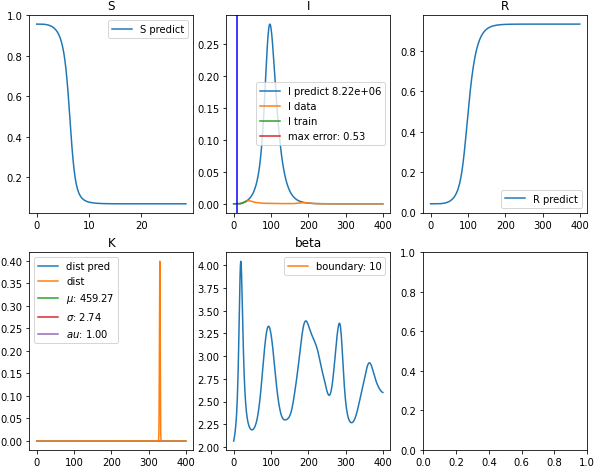 S
1.0
0.8
0.6
0.4
0.2
0 10 20
S predict
I
0.25
0.20
0.15
0.10
0.05
0.00
0 100 200 300 400
I predict 8.22e+06
I data
I train
max error: 0.53
R
0.8
0.6
0.4
0.2
0.0
0 100 200 300 400
R predict
K
0.40
0.35
0.30
0.25
0.20
0.15
0.10
0.05
0.00
0 100 200 300 400
dist pred
dist
μ: 459.27
σ: 2.74
au: 1.00
beta
4.00
3.75
3.50
3.25
3.00
2.75
2.50
2.25
2.00
0 100 200 300 400
boundary: 10
1.0
0.8
0.6
0.4
0.2
0.0
0.0 0.2 0.4 0.6 0.8 1.0